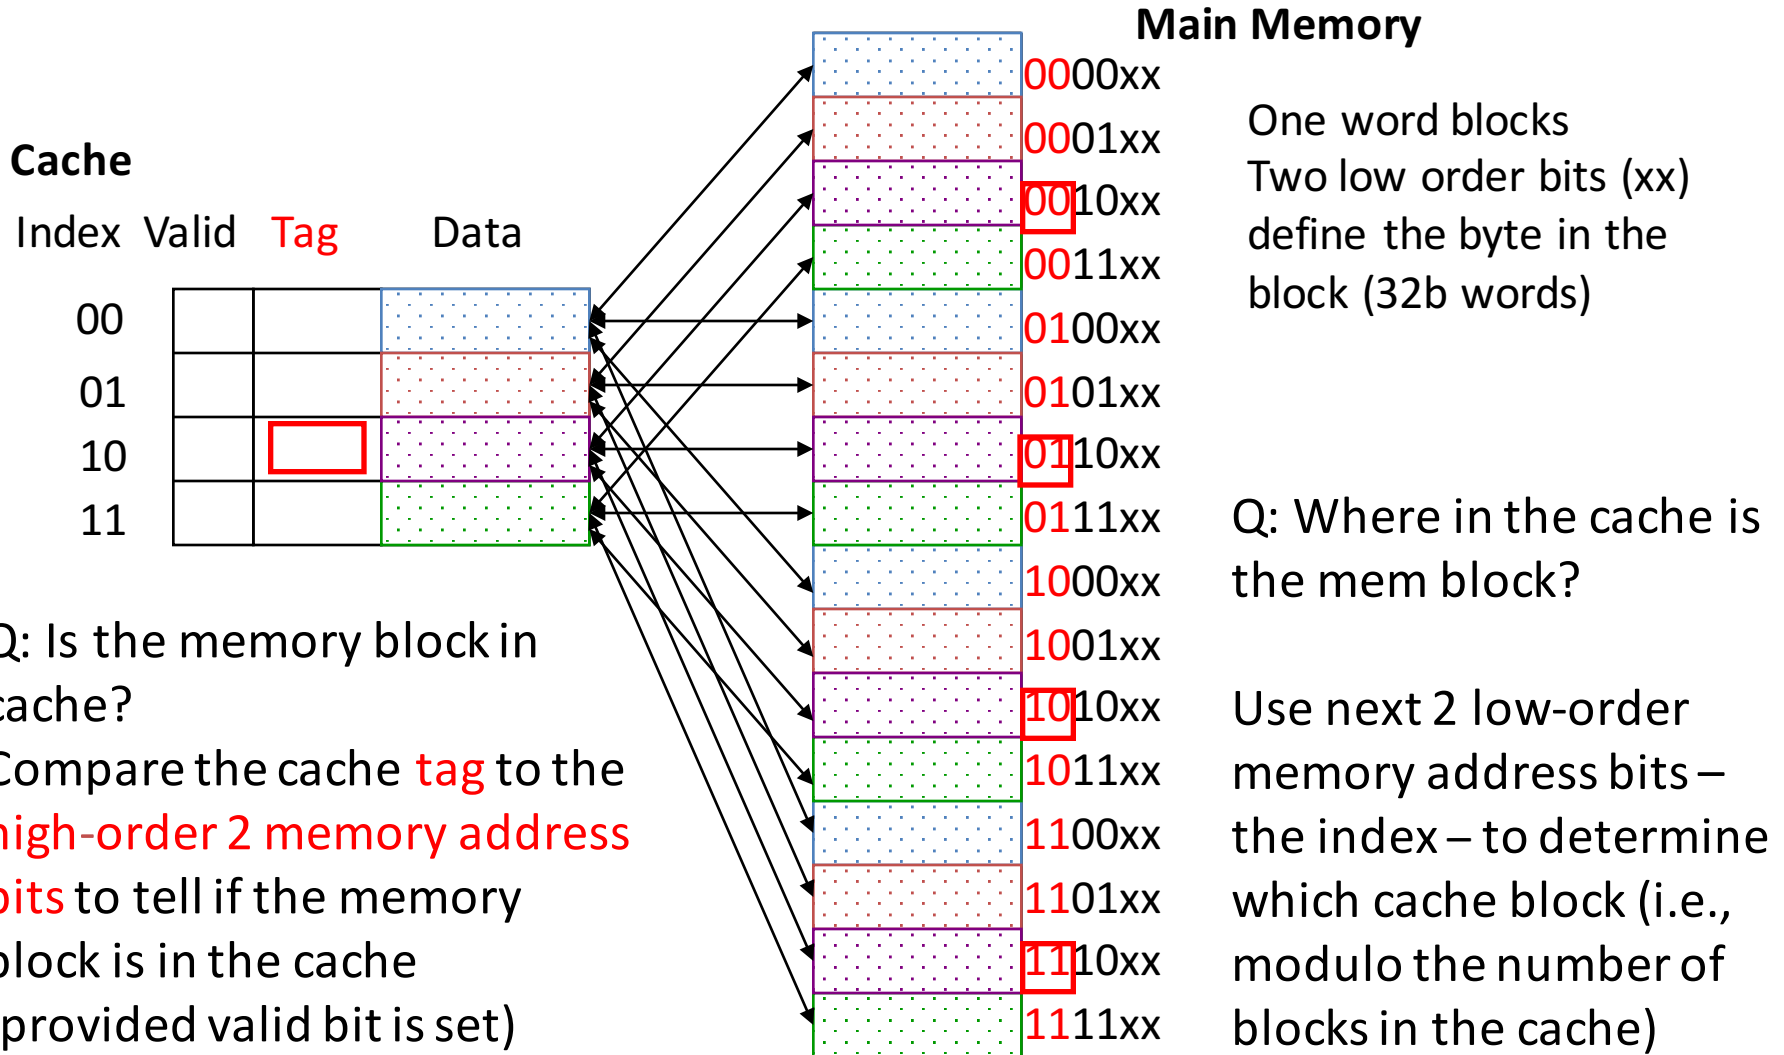 Main Memory
Cache
Index Valid Tag Data
00
01
10
11
0000xx
0001xx
0010xx
0011xx
0100xx
0101xx
0110xx
0111xx
1000xx
1001xx
1010xx
1011xx
1100xx
1101xx
1110xx
1111xx
One word blocks
Two low order bits (xx)
define the byte in the
block (32b words)
Q: Where in the cache is
the mem block?
Use next 2 low-order
memory address bits –
the index – to determine
which cache block (i.e.,
modulo the number of
blocks in the cache)
Q: Is the memory block in
cache?
Compare the cache tag to the
high-order 2 memory address
bits to tell if the memory
block is in the cache
provided valid bit is set)